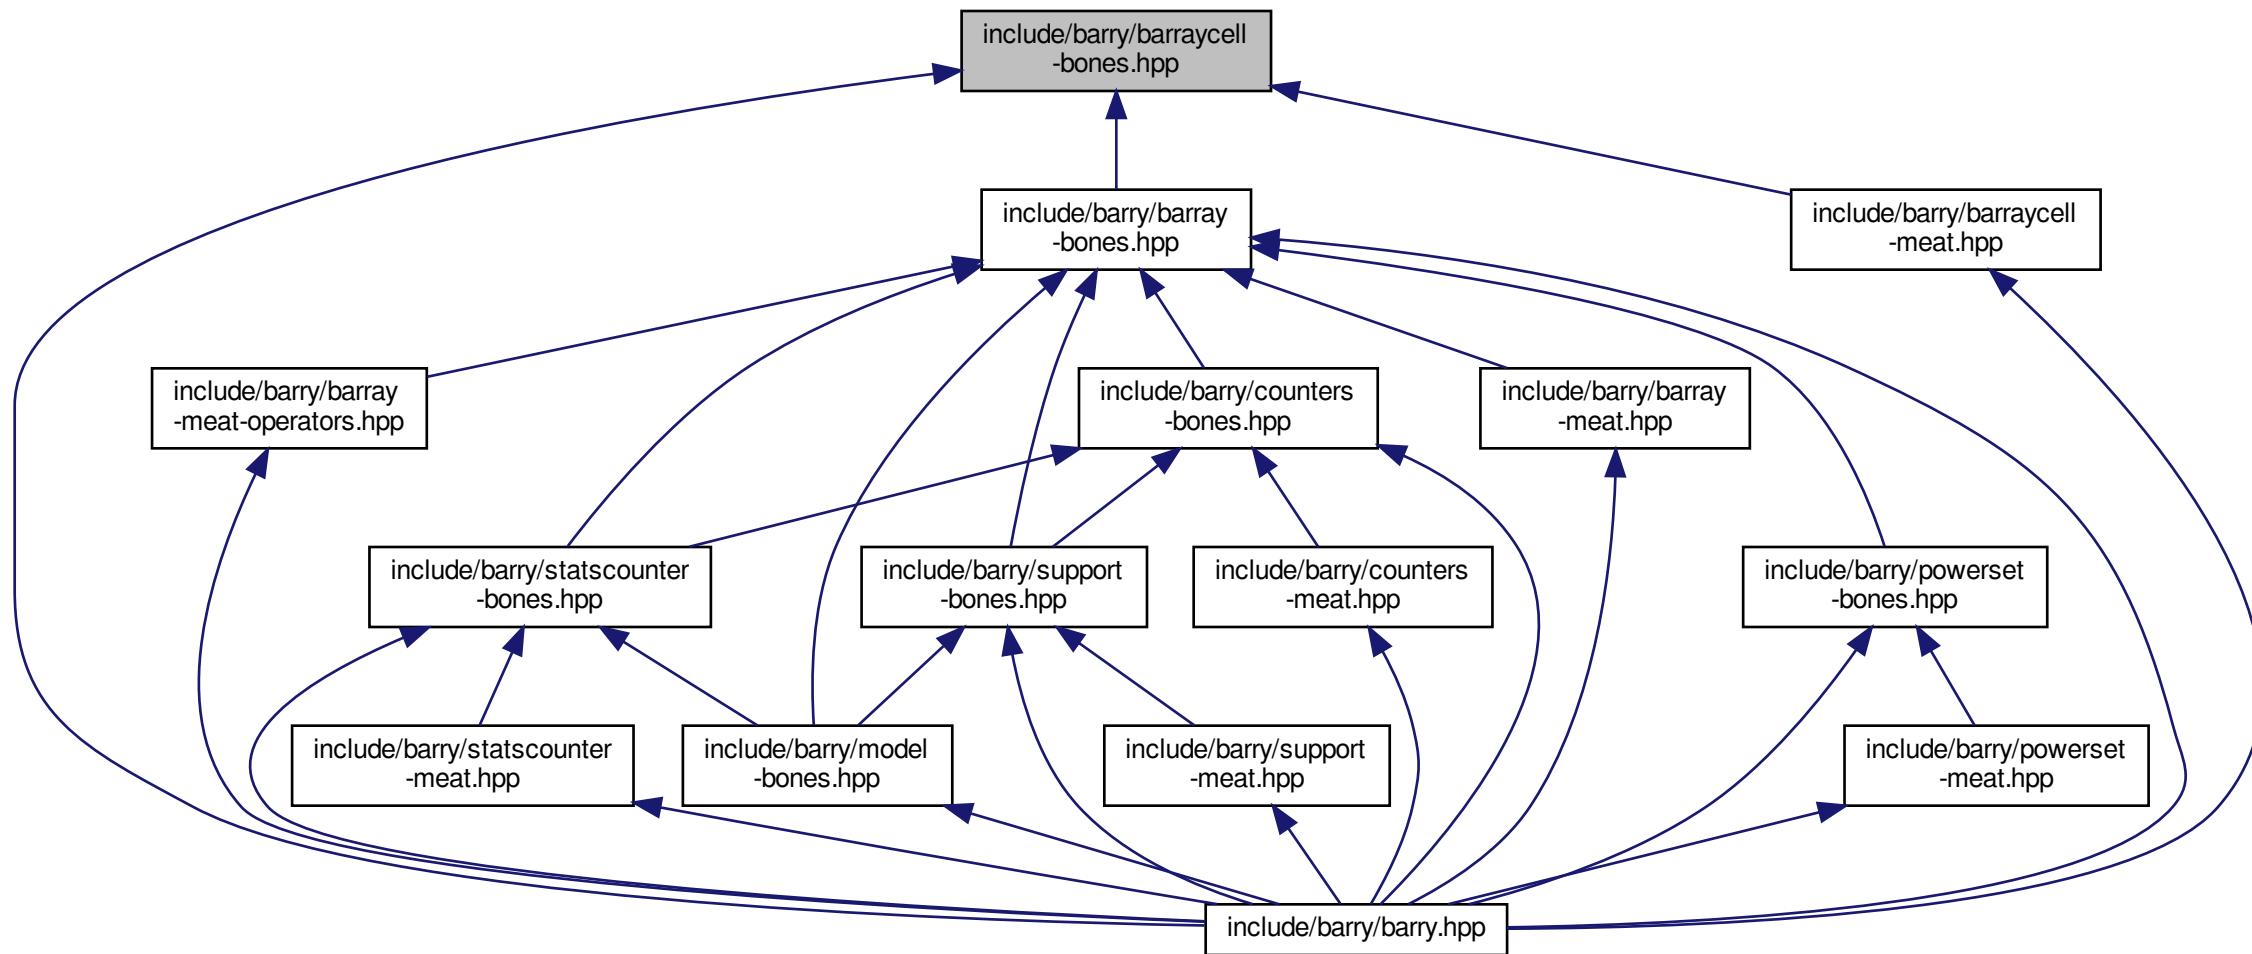 include/barry/barraycell
-bones.hpp
include/barry/barray
-bones.hpp
include/barry/barraycell
-meat.hpp
include/barry/barray
-meat-operators.hpp
include/barry/counters
-bones.hpp
include/barry/barray
-meat.hpp
include/barry/statscounter
-bones.hpp
include/barry/support
-bones.hpp
include/barry/counters
-meat.hpp
include/barry/powerset
-bones.hpp
include/barry/statscounter
-meat.hpp
include/barry/model
-bones.hpp
include/barry/support
-meat.hpp
include/barry/powerset
-meat.hpp
include/barry/barry.hpp